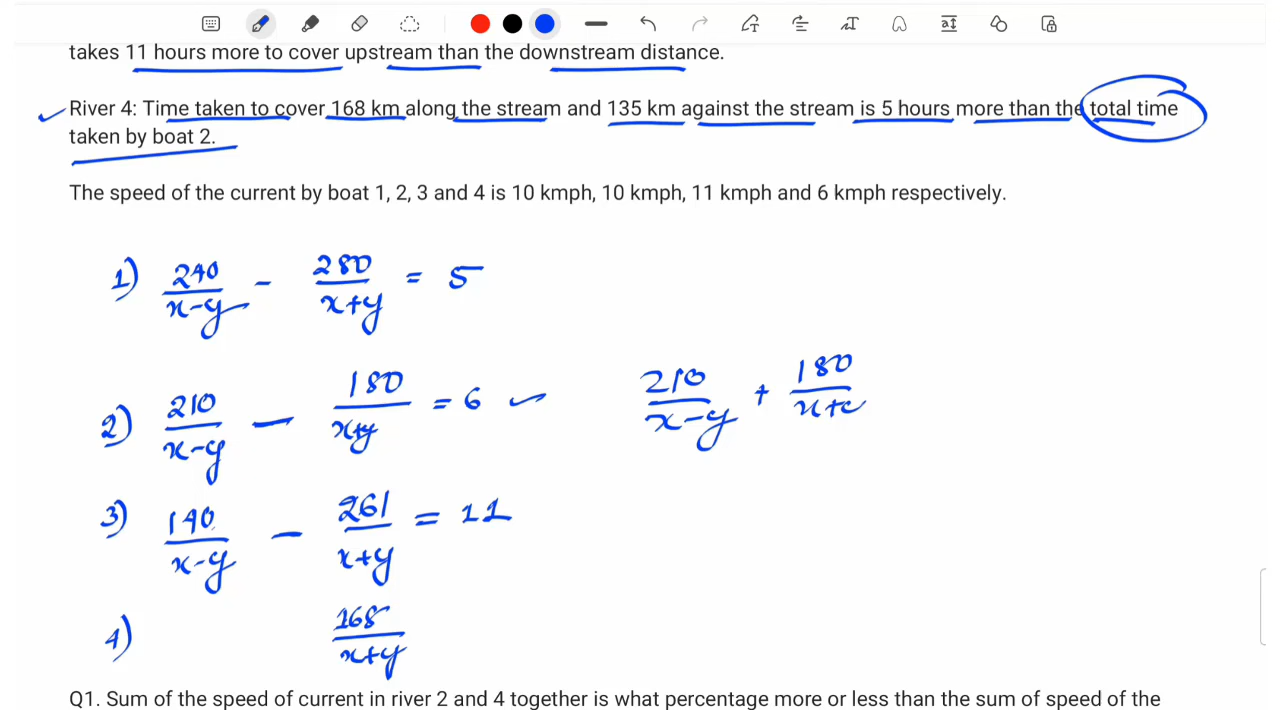 takes 11 hours more to cover upstream than the downstream distance.
River 4: Time taken to cover 168 km along the stream and 135 km against the stream is 5 hours more than the total time
taken by boat 2.
The speed of the current by boat 1, 2, 3 and 4 is 10 kmph, 10 kmph, 11 kmph and 6 kmph respectively.
1) 240/x-y - 280/x+y = 5
2) 210/x-y - 180/x+y = 6 210/x-y + 180/x+
3) 140/x-y - 261/x+y = 11
4) 168/x+y
Q1. Sum of the speed of current in river 2 and 4 together is what percentage more or less than the sum of speed of the